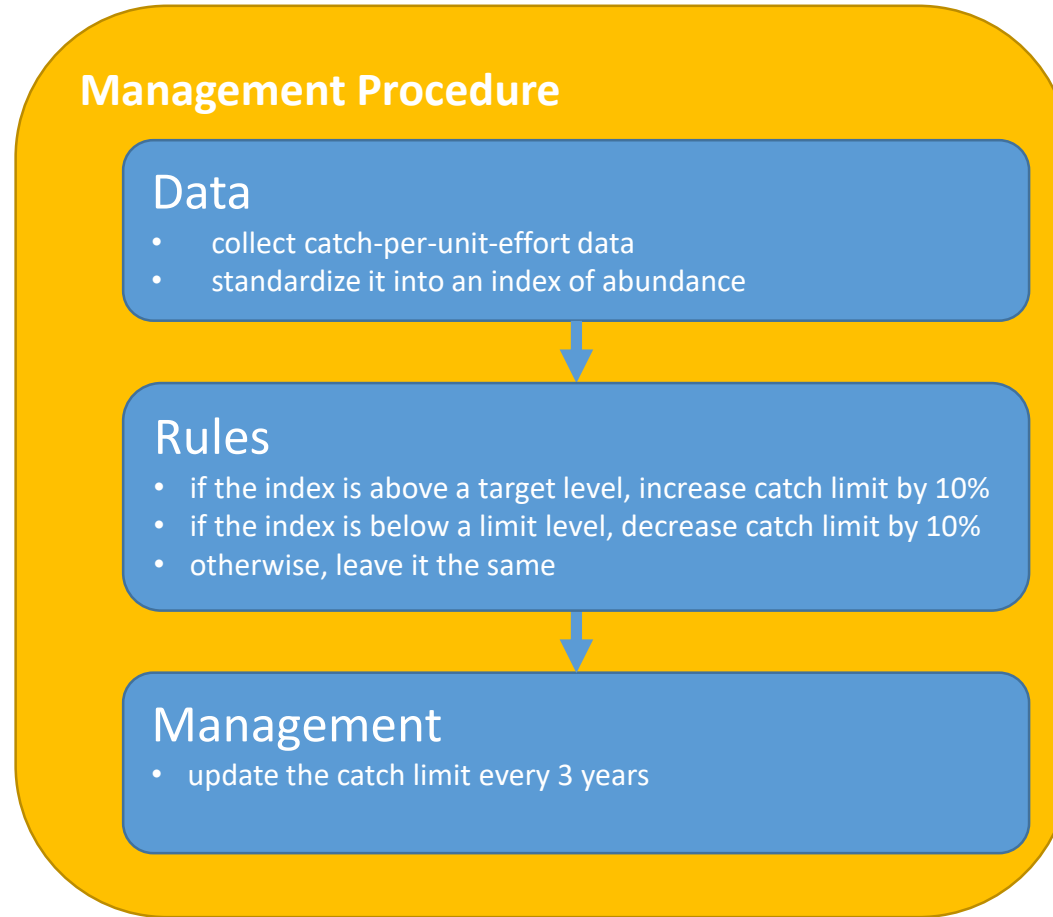 Management Procedure
Data
• collect catch-per-unit-effort data
• standardize it into an index of abundance
Rules
• if the index is above a target level, increase catch limit by 10%
• if the index is below a limit level, decrease catch limit by 10%
• otherwise, leave it the same
Management
• update the catch limit every 3 years